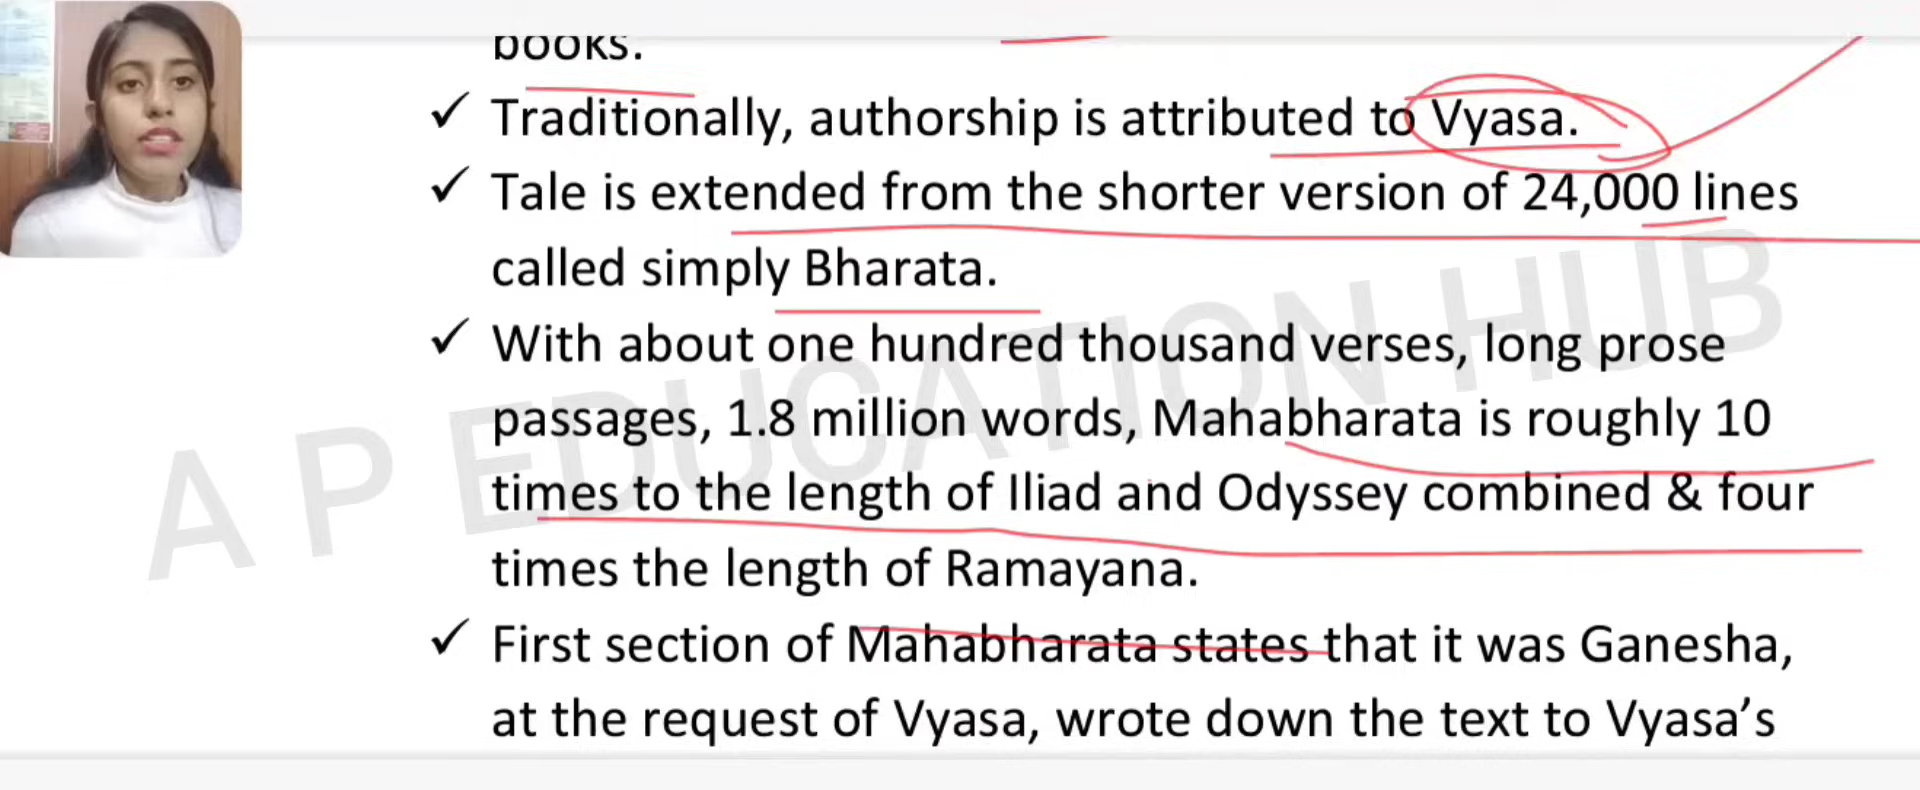 books.
✓ Traditionally, authorship is attributed to Vyasa.
✓ Tale is extended from the shorter version of 24,000 lines
called simply Bharata.
✓ With about one hundred thousand verses, long prose
passages, 1.8 million words, Mahabharata is roughly 10
times to the length of Iliad and Odyssey combined & four
times the length of Ramayana.
✓ First section of Mahabharata states that it was Ganesha,
at the request of Vyasa, wrote down the text to Vyasa's
A P EDUCATION HUB